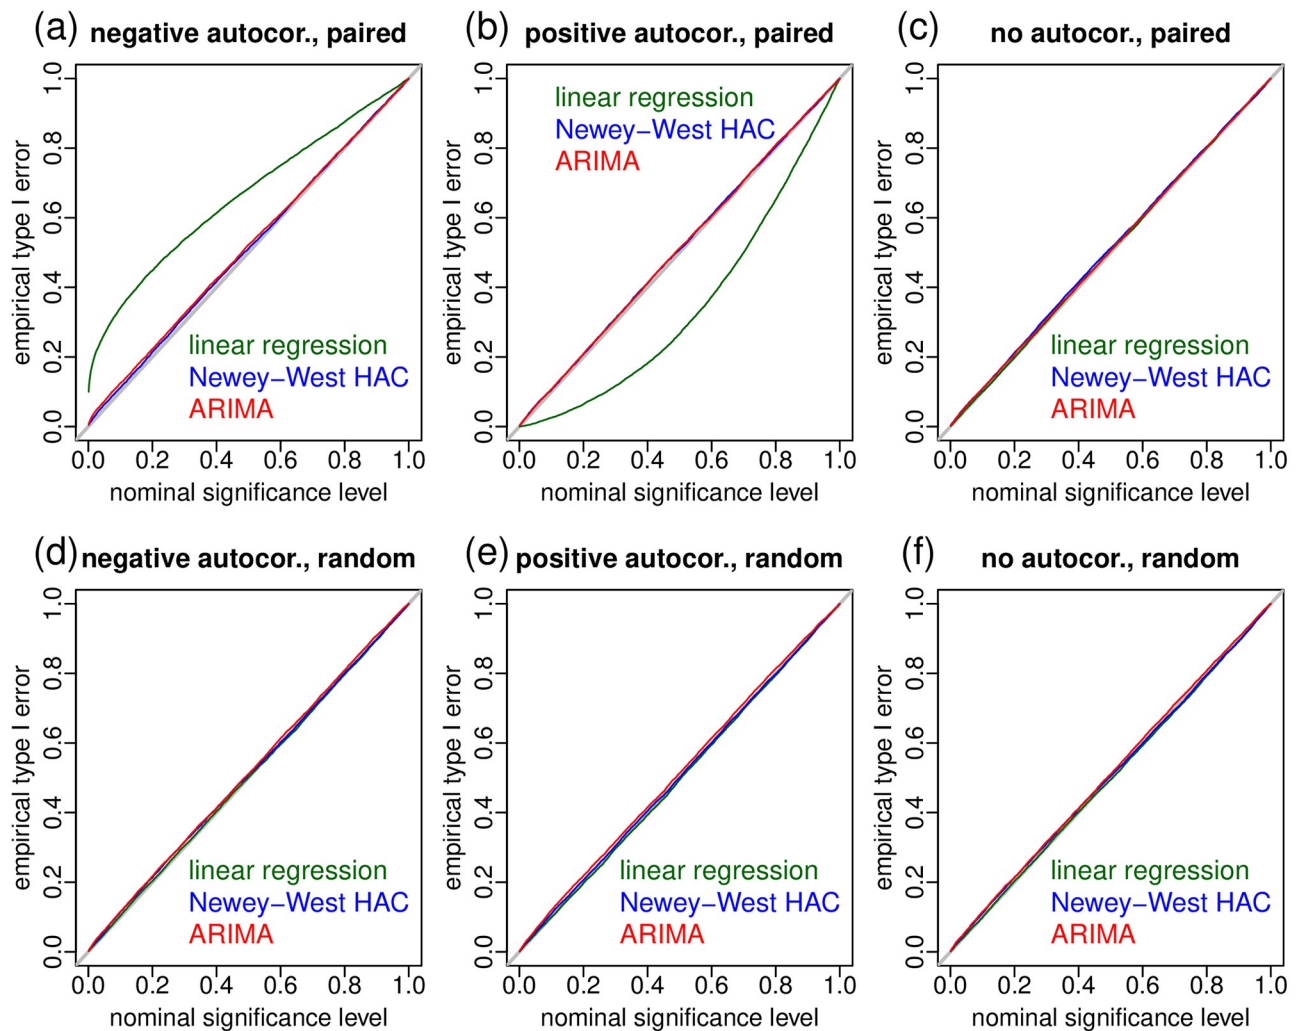 (a) negative autocor., paired
empirical type I error
0.0 0.2 0.4 0.6 0.8 1.0
linear regression
Newey−West HAC
ARIMA
0.0 0.2 0.4 0.6 0.8 1.0
nominal significance level
(b) positive autocor., paired
empirical type I error
0.0 0.2 0.4 0.6 0.8 1.0
linear regression
Newey−West HAC
ARIMA
0.0 0.2 0.4 0.6 0.8 1.0
nominal significance level
(c) no autocor., paired
empirical type I error
0.0 0.2 0.4 0.6 0.8 1.0
linear regression
Newey−West HAC
ARIMA
0.0 0.2 0.4 0.6 0.8 1.0
nominal significance level
(d) negative autocor., random
empirical type I error
0.0 0.2 0.4 0.6 0.8 1.0
linear regression
Newey−West HAC
ARIMA
0.0 0.2 0.4 0.6 0.8 1.0
nominal significance level
(e) positive autocor., random
empirical type I error
0.0 0.2 0.4 0.6 0.8 1.0
linear regression
Newey−West HAC
ARIMA
0.0 0.2 0.4 0.6 0.8 1.0
nominal significance level
(f) no autocor., random
empirical type I error
0.0 0.2 0.4 0.6 0.8 1.0
linear regression
Newey−West HAC
ARIMA
0.0 0.2 0.4 0.6 0.8 1.0
nominal significance level